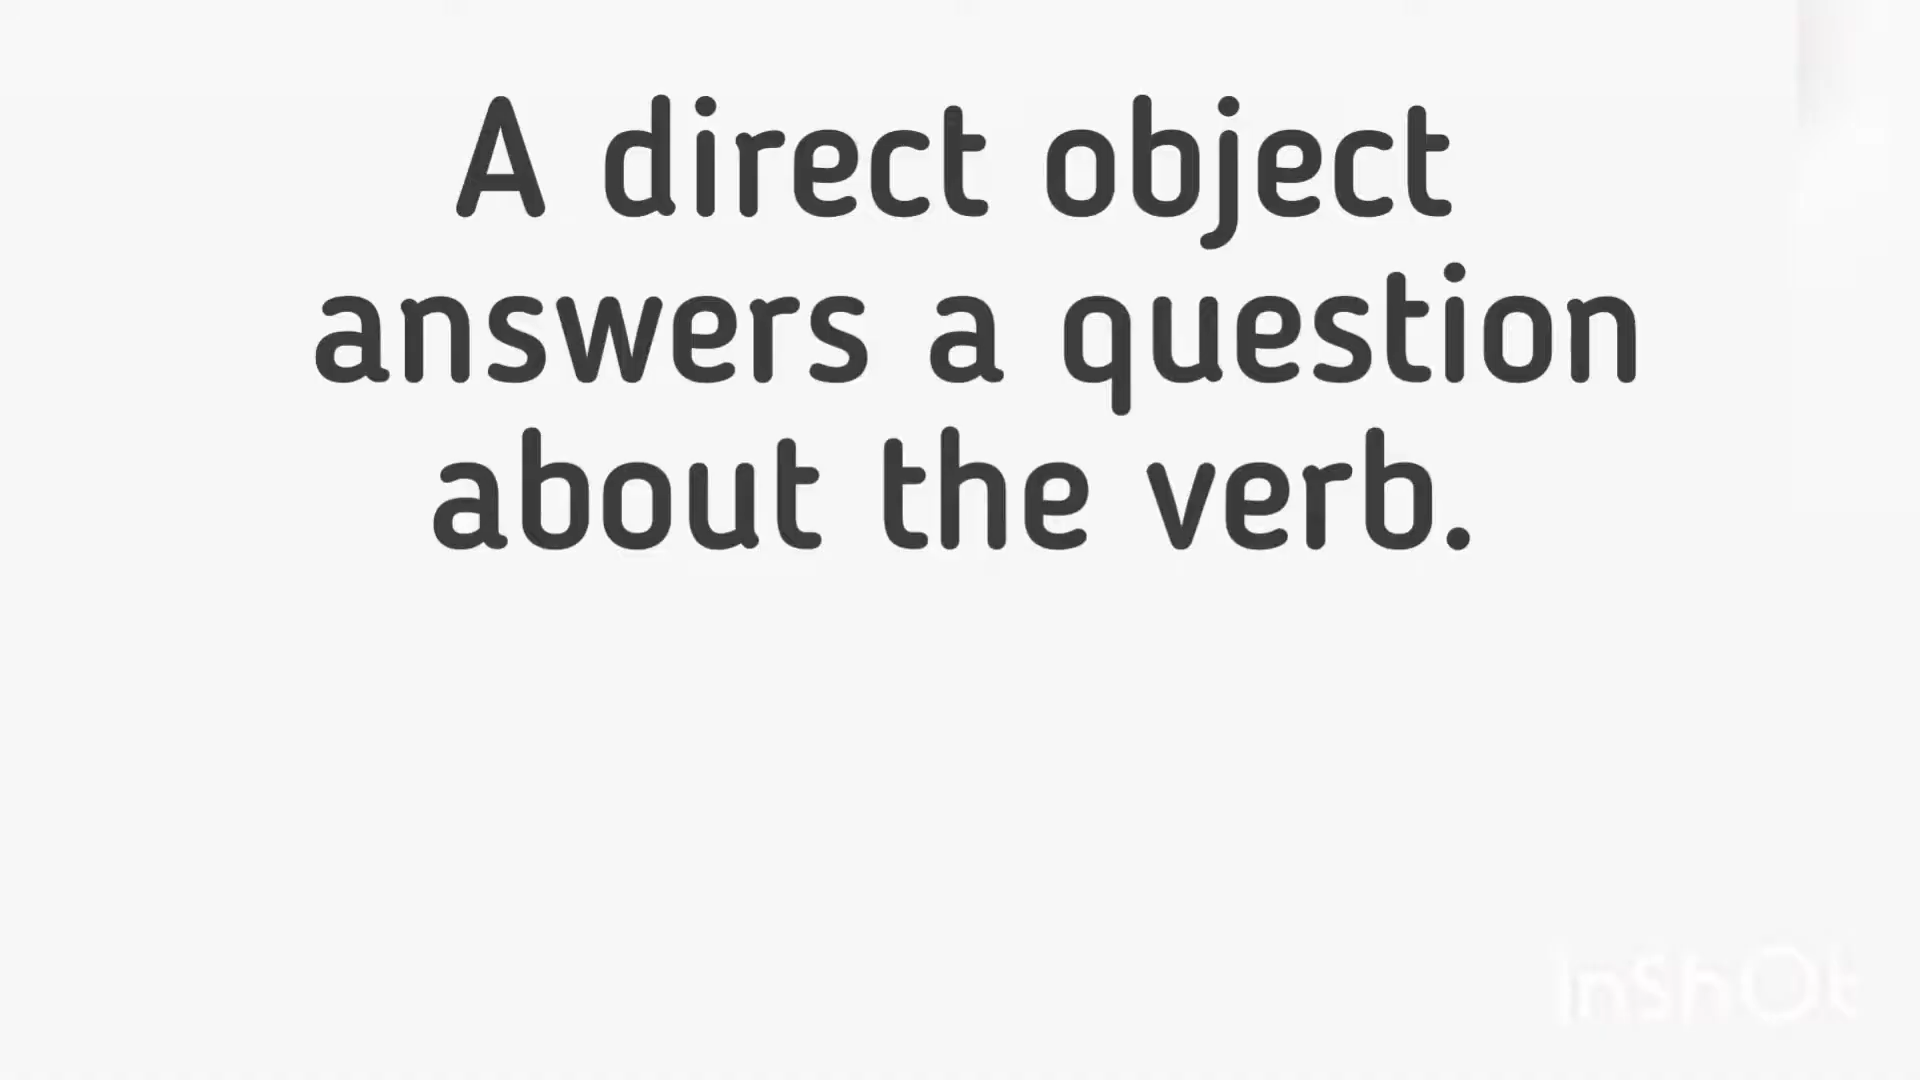 A direct object
answers a question
about the verb.
InShOt